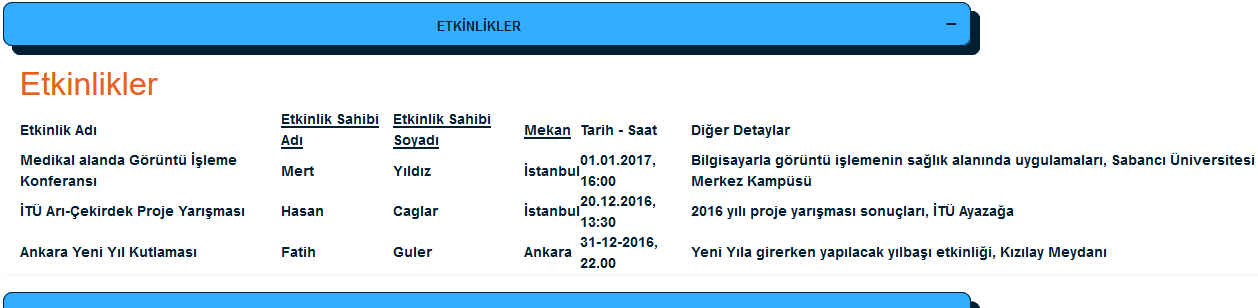 ETKİNLİKLER
Etkinlikler
Etkinlik Adı Etkinlik Sahibi Adı Etkinlik Sahibi Soyadı Mekan Tarih - Saat Diğer Detaylar
Medikal alanda Görüntü İşleme Konferansı Mert Yıldız İstanbul 01.01.2017, 16:00 Bilgisayarla görüntü işlemenin sağlık alanında uygulamaları, Sabancı Üniversitesi Merkez Kampüsü
İTÜ Arı-Çekirdek Proje Yarışması Hasan Caglar İstanbul 20.12.2016, 13:30 2016 yılı proje yarışması sonuçları, İTÜ Ayazağa
Ankara Yeni Yıl Kutlaması Fatih Guler Ankara 31-12-2016, 22.00 Yeni Yıla girerken yapılacak yılbaşı etkinliği, Kızılay Meydanı